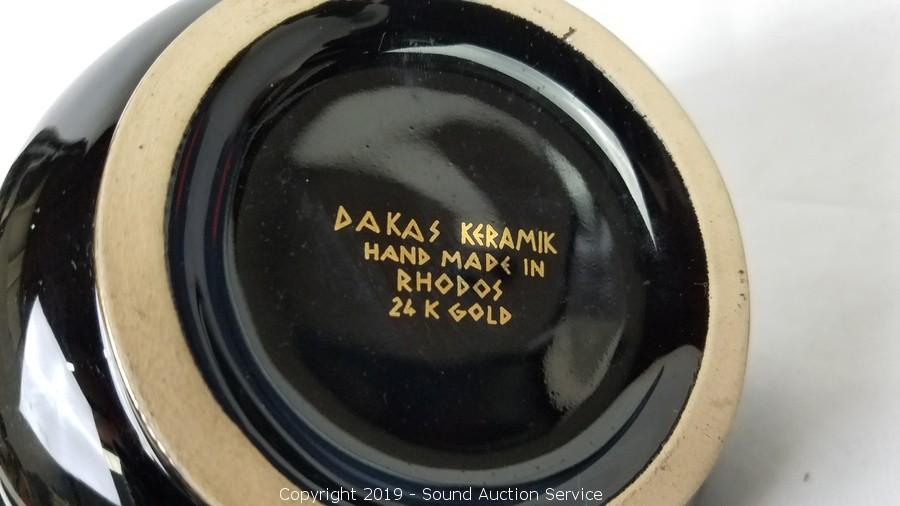 DAKAS KERAMIK
HAND MADE IN
RHODOS
24 K GOLD
Copyright 2019 - Sound Auction Service